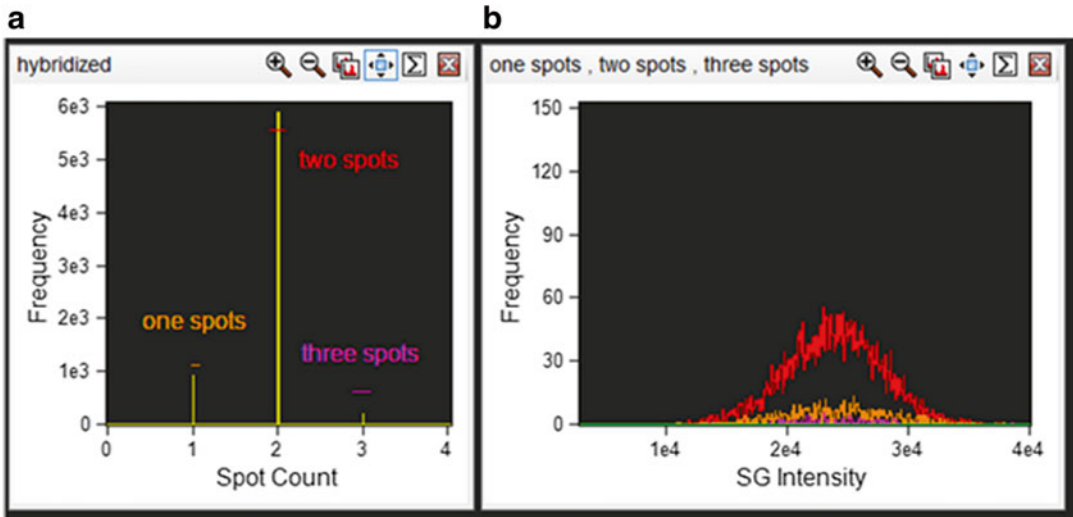 a
hybridized
Frequency
6e3
5e3
4e3
3e3
2e3
1e3
0
two spots
one spots
three spots
0 1 2 3 4
Spot Count
b
one spots , two spots , three spots
Frequency
150
120
90
60
30
0
1e4 2e4 3e4 4e4
SG Intensity